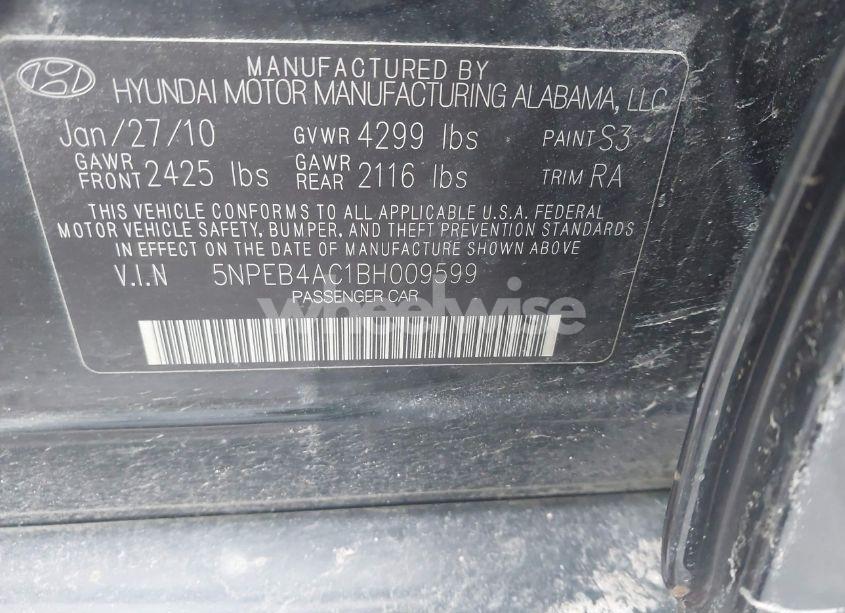 MANUFACTURED BY
HYUNDAI MOTOR MANUFACTURING ALABAMA, LLC
Jan/27/10 GVWR 4299 lbs PAINT S3
GAWR FRONT 2425 lbs GAWR REAR 2116 lbs TRIM RA
THIS VEHICLE CONFORMS TO ALL APPLICABLE U.S.A. FEDERAL
MOTOR VEHICLE SAFETY, BUMPER, AND THEFT PREVENTION STANDARDS
IN EFFECT ON THE DATE OF MANUFACTURE SHOWN ABOVE
V.I.N 5NPEB4AC1BH009599
PASSENGER CAR
wheelwise